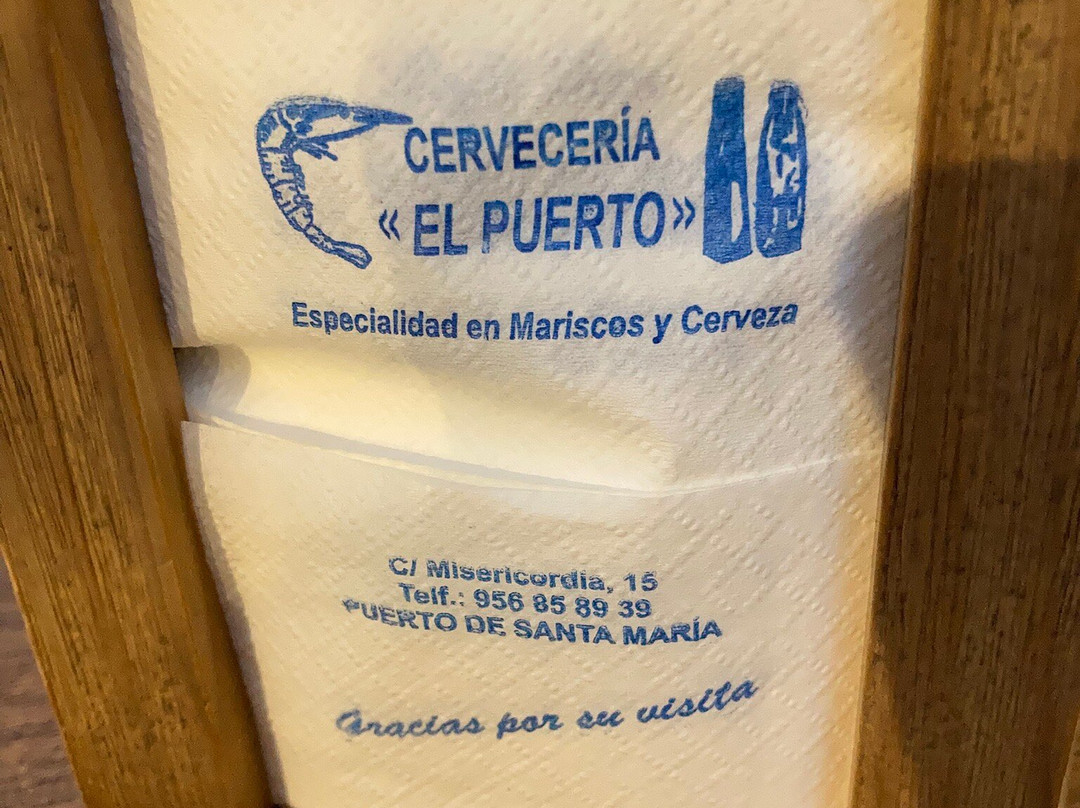 CERVECERÍA
« EL PUERTO »
Especialidad en Mariscos y Cerveza
C/ Misericordia, 15
Telf.: 956 85 89 39
PUERTO DE SANTA MARÍA
Gracias por su visita